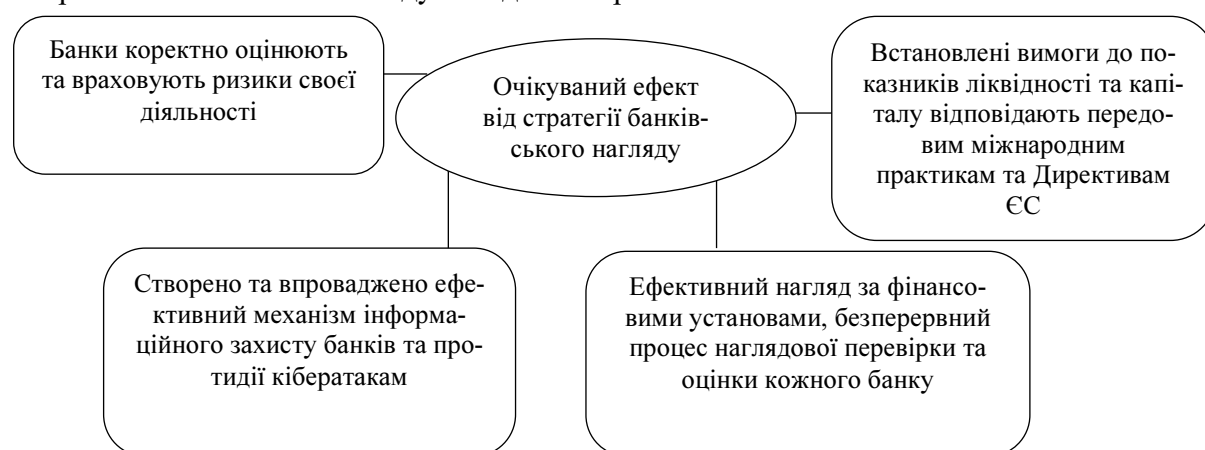 Банки коректно оцінюють
та враховують ризики своєї
діяльності
Очікуваний ефект
від стратегії банків-
ського нагляду
Встановлені вимоги до по-
казників ліквідності та капі-
талу відповідають передо-
вим міжнародним
практикам та Директивам
ЄС
Створено та впроваджено ефе-
ктивний механізм інформа-
ційного захисту банків та про-
тидії кібератакам
Ефективний нагляд за фінансо-
вими установами, безперервний
процес наглядової перевірки та
оцінки кожного банку